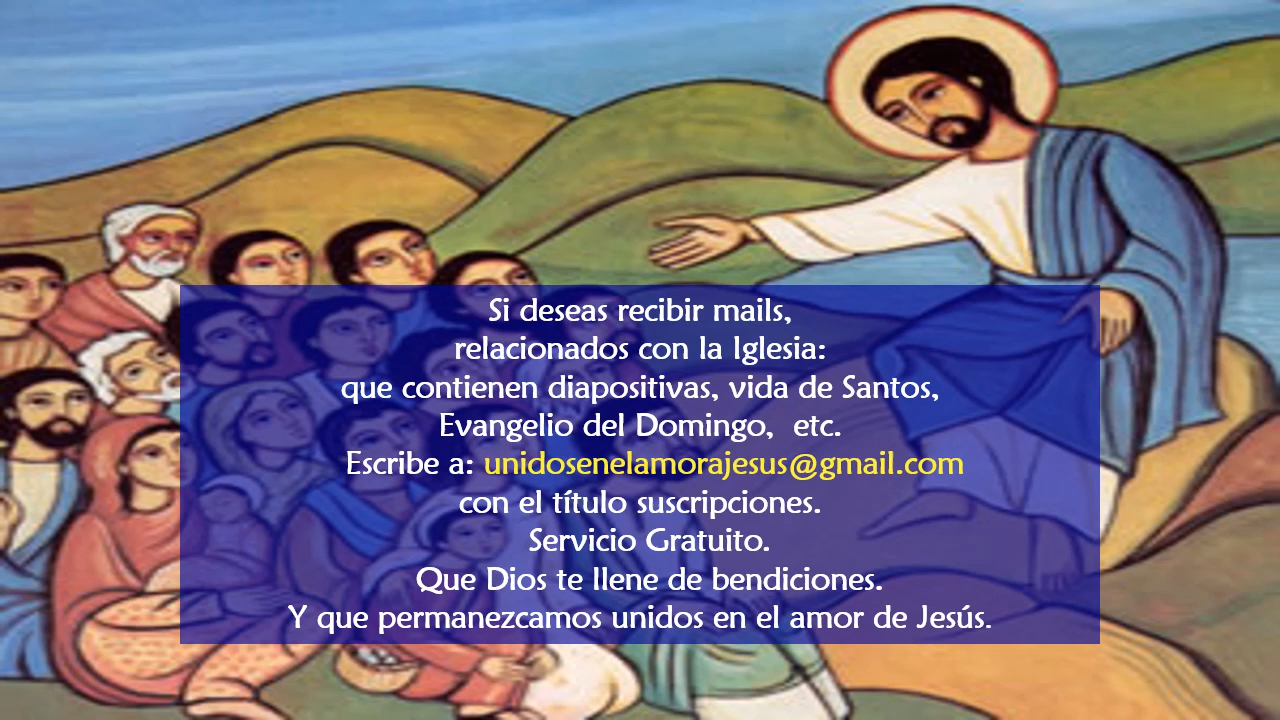 Si deseas recibir mails,
relacionados con la Iglesia:
que contienen diapositivas, vida de Santos,
Evangelio del Domingo,  etc.
Escribe a: unidosenelamorajesus@gmail.com
con el título suscripciones.
Servicio Gratuito.
Que Dios te llene de bendiciones.
Y que permanezcamos unidos en el amor de Jesús.